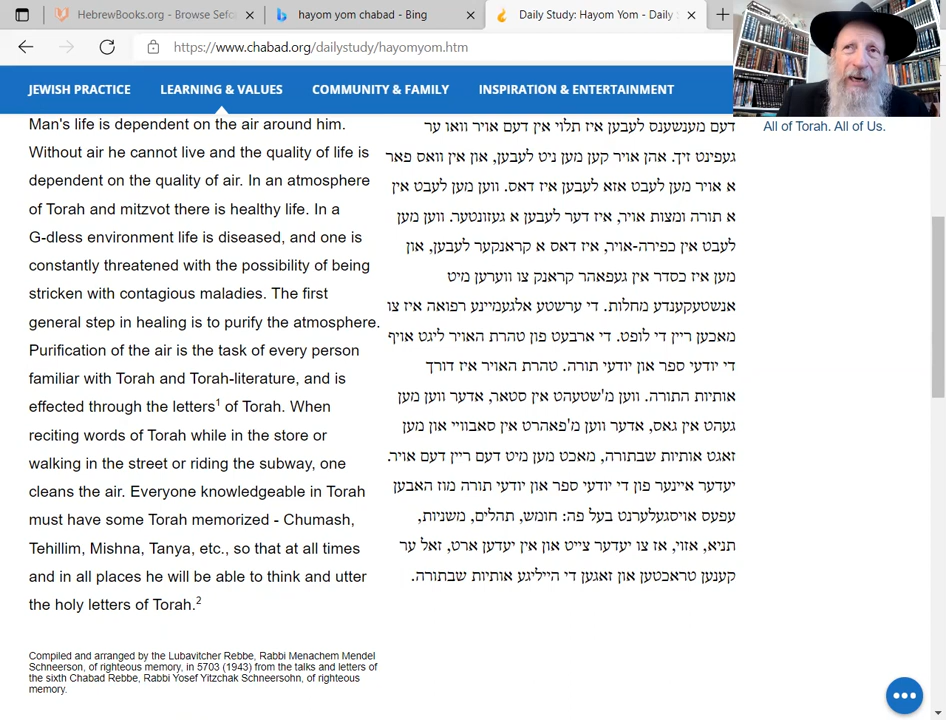 HebrewBooks.org - Browse Sefo
hayom yom chabad - Bing
Daily Study: Hayom Yom - Daily S
https://www.chabad.org/dailystudy/hayomyom.htm
JEWISH PRACTICE
LEARNING & VALUES
COMMUNITY & FAMILY
INSPIRATION & ENTERTAINMENT
All of Torah. All of Us.
Man's life is dependent on the air around him.
Without air he cannot live and the quality of life is
dependent on the quality of air. In an atmosphere
of Torah and mitzvot there is healthy life. In a
G-dless environment life is diseased, and one is
constantly threatened with the possibility of being
stricken with contagious maladies. The first
general step in healing is to purify the atmosphere.
Purification of the air is the task of every person
familiar with Torah and Torah-literature, and is
effected through the letters1 of Torah. When
reciting words of Torah while in the store or
walking in the street or riding the subway, one
cleans the air. Everyone knowledgeable in Torah
must have some Torah memorized - Chumash,
Tehillim, Mishna, Tanya, etc., so that at all times
and in all places he will be able to think and utter
the holy letters of Torah.2
דעם מענשענס לעבען איז תלוי אין דעם אויר וואו ער
געפינט זיך. אהן אויר קען מען ניט לעבען, און אין וואס פאר
א אויר מען לעבט אזא לעבען איז דאס. ווען מען לעבט אין
א תורה ומצות אויר, איז דער לעבען א געזונטער. ווען מען
לעבט אין כפירה-אויר, איז דאס א קראנקער לעבען, און
מען איז כסדר אין געפאהר קראנק צו ווערען מיט
אנשטעקענדע מחלות. די ערשטע אלגעמיינע רפואה איז צו
מאכען ריין די לופט. די ארבעט פון טהרת האויר ליגט אויף
די יודעי ספר און יודעי תורה. טהרת האויר איז דורך
אותיות התורה. ווען מ'שטעהט אין סטאר, אדער ווען מען
געהט אין גאס, אדער ווען מ'פאהרט אין סאבוויי און מען
זאגט אותיות שבתורה, מאכט מען מיט דעם ריין דעם אויר.
יעדער איינער פון די יודעי ספר און יודעי תורה מוז האבען
עפעס אויסגעלערנט בעל פה: חומש, תהלים, משניות,
תניא, אזוי, אז צו יעדער צייט און אין יעדען ארט, זאל ער
קענען טראכטען און זאגען די הייליגע אותיות שבתורה.
Compiled and arranged by the Lubavitcher Rebbe, Rabbi Menachem Mendel
Schneerson, of righteous memory, in 5703 (1943) from the talks and letters of
the sixth Chabad Rebbe, Rabbi Yosef Yitzchak Schneersohn, of righteous
memory.